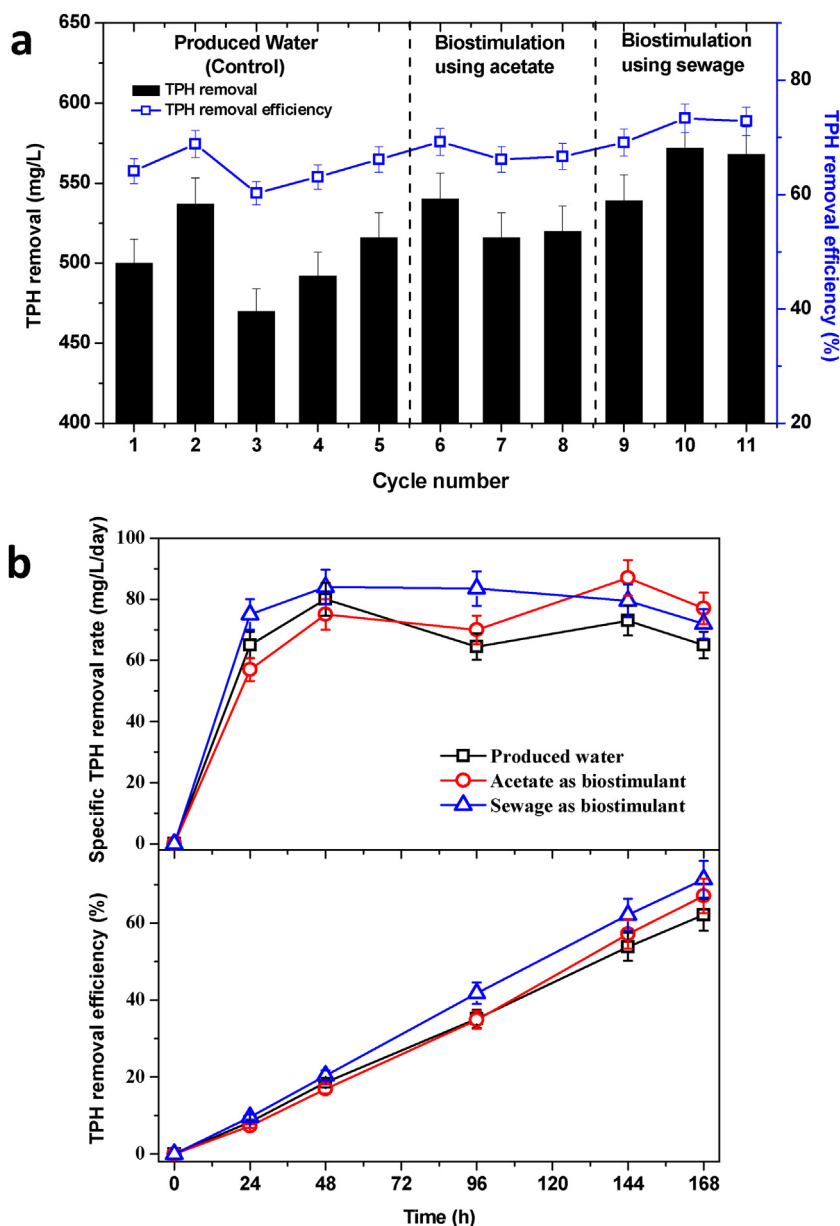 a
Produced Water
(Control)
Biostimulation
using acetate
Biostimulation
using sewage
TPH removal
TPH removal efficiency
TPH removal (mg/L)
650
600
550
500
450
400
TPH removal efficiency
(%)
80
60
40
20
1 2 3 4 5 6 7 8 9 10 11
Cycle number
b
Specific TPH removal rate (mg/L/day)
100
80
60
40
20
0
Produced water
Acetate as biostimulant
Sewage as biostimulant
TPH removal efficiency (%)
60
40
20
0
0 24 48 72 96 120 144 168
Time (h)